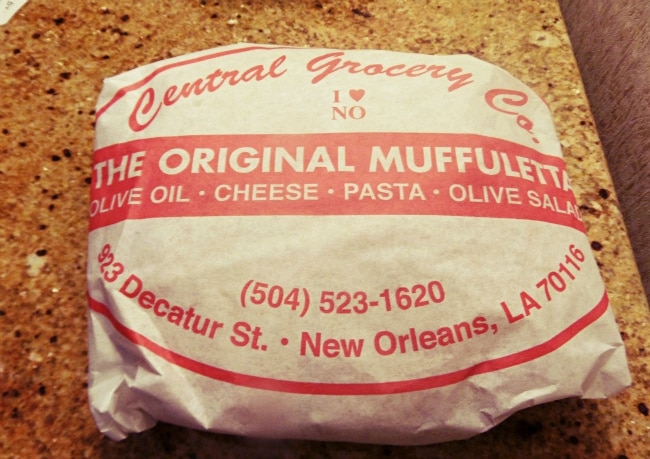 Central Grocery Co.
I ♥
NO
THE ORIGINAL MUFFULETTA
OLIVE OIL • CHEESE • PASTA • OLIVE SALAD
923 Decatur St. • New Orleans, LA 70116
(504) 523-1620